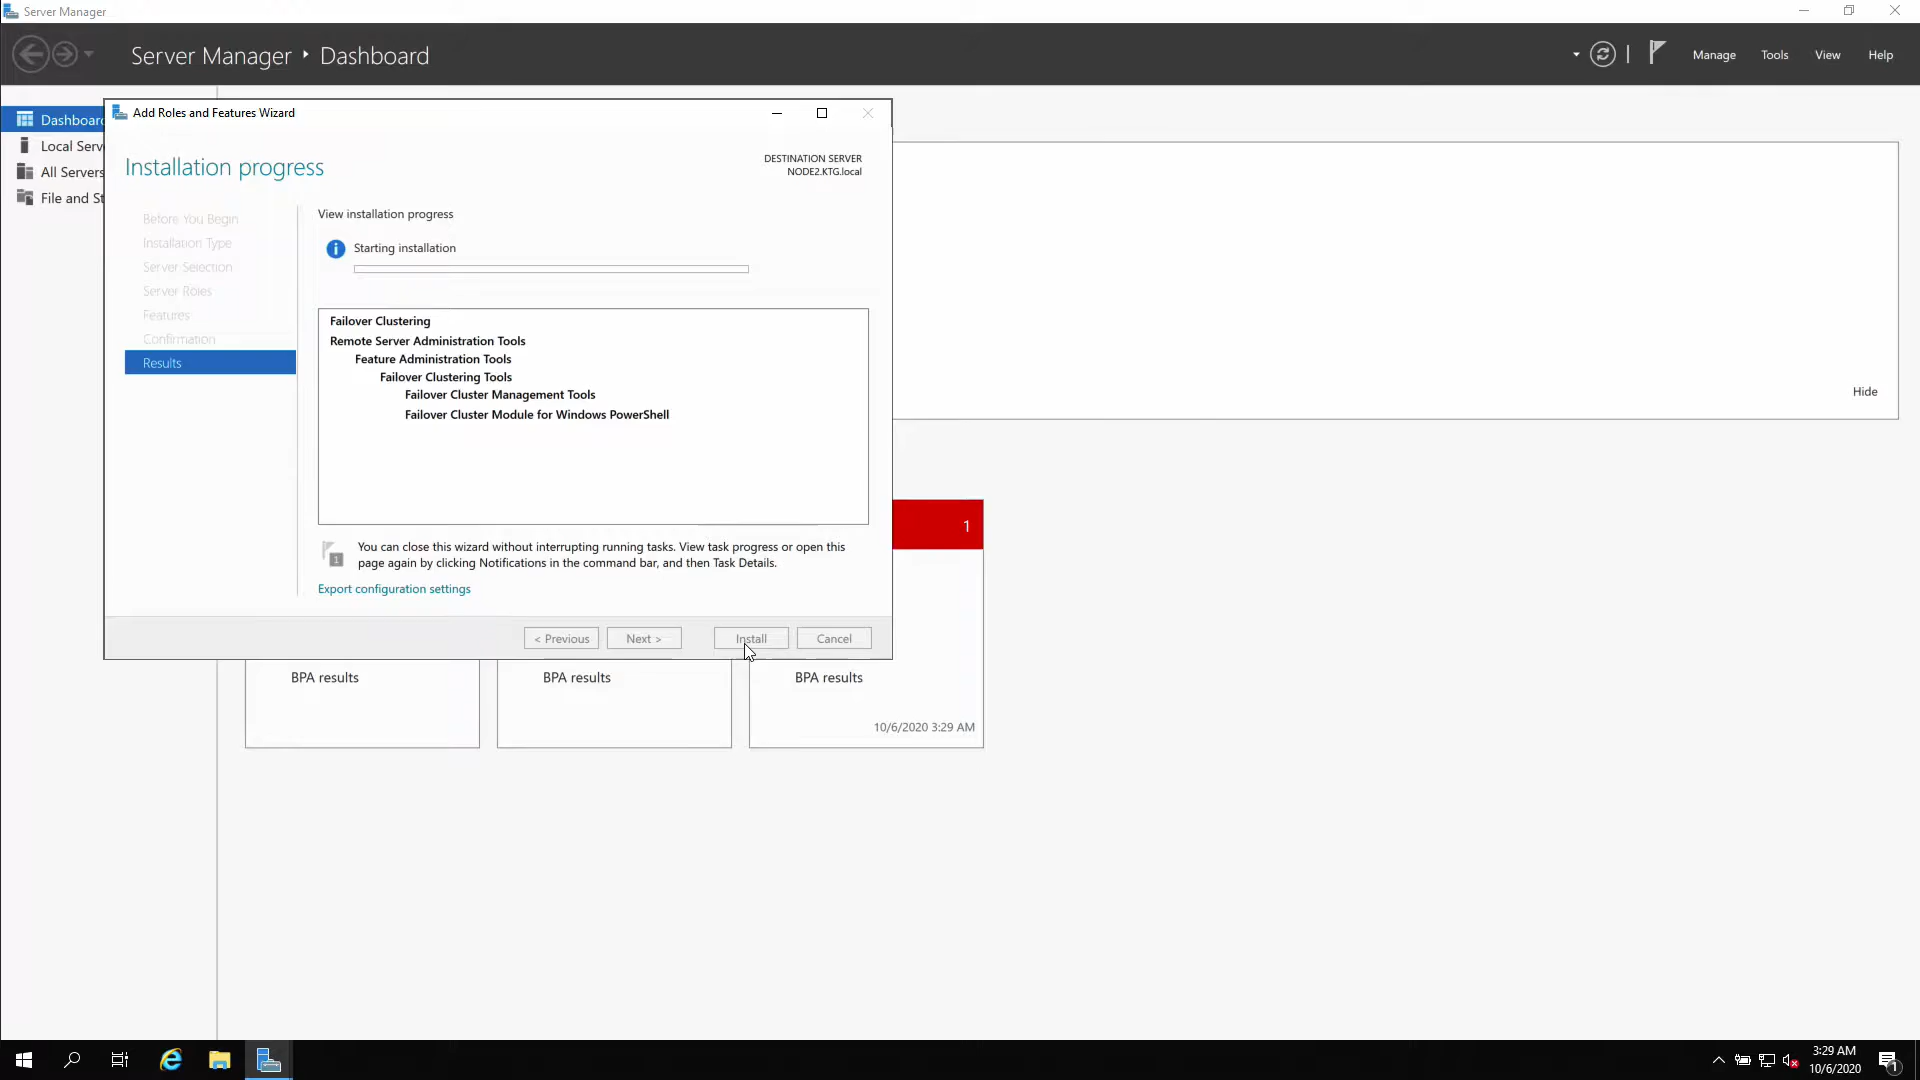 Server Manager
Server Manager ‣ Dashboard
Manage
Tools
View
Help
Dashboar
Local Serv
All Servers
File and St
Add Roles and Features Wizard
Installation progress
DESTINATION SERVER
NODE2.KTG.local
Before You Begin
Installation Type
Server Selection
Server Roles
Features
Confirmation
Results
View installation progress
Starting installation
Failover Clustering
Remote Server Administration Tools
Feature Administration Tools
Failover Clustering Tools
Failover Cluster Management Tools
Failover Cluster Module for Windows PowerShell
1
You can close this wizard without interrupting running tasks. View task progress or open this
page again by clicking Notifications in the command bar, and then Task Details.
Export configuration settings
< Previous
Next >
Install
Cancel
Hide
1
BPA results
BPA results
BPA results
10/6/2020 3:29 AM
3:29 AM
10/6/2020
1